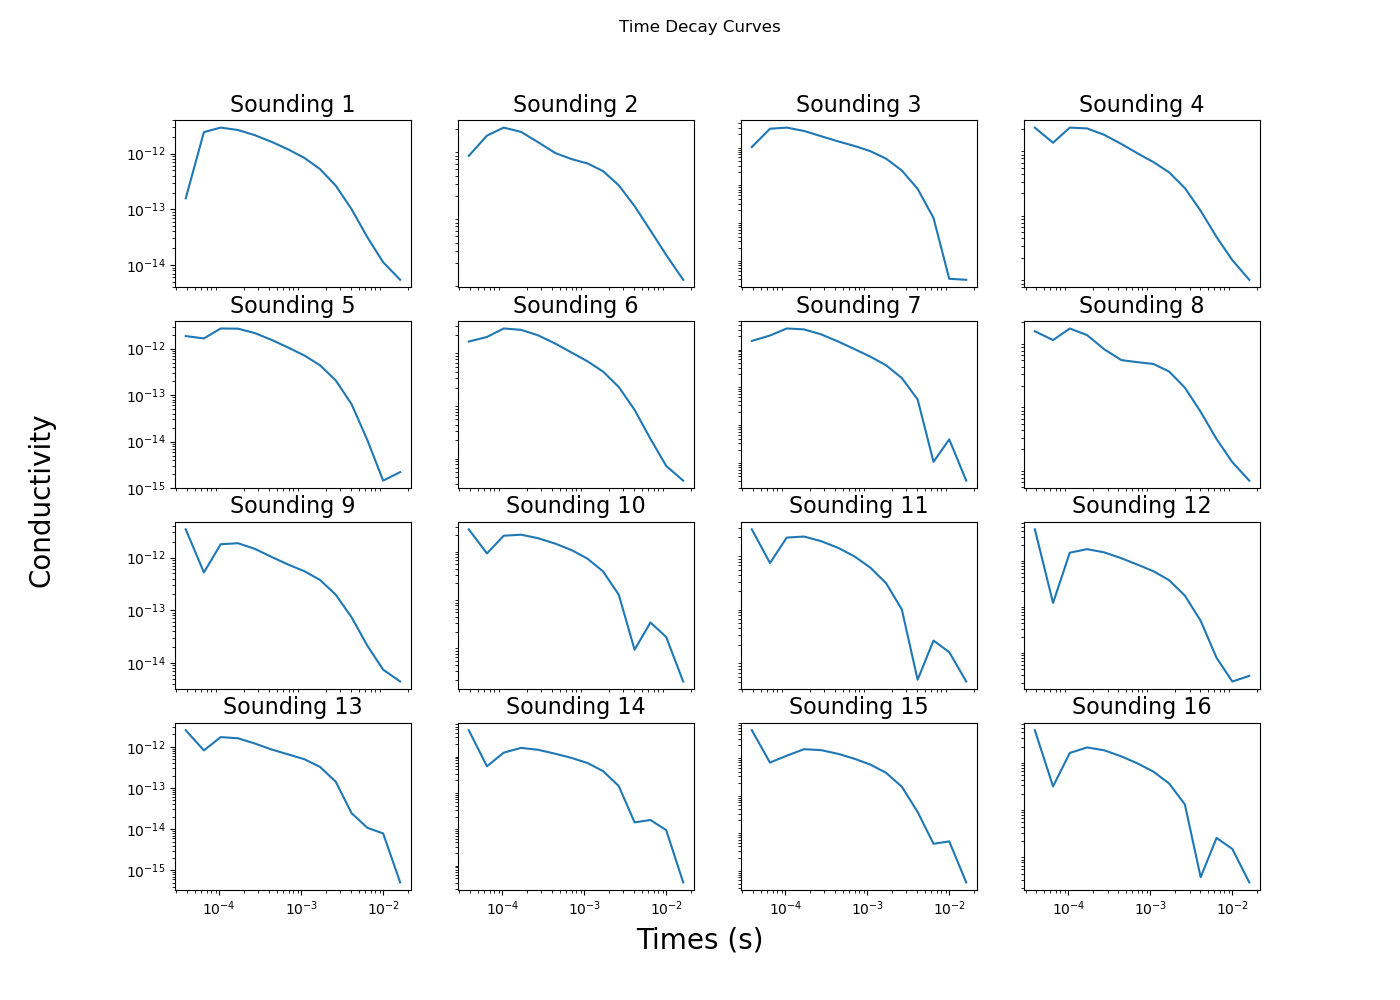 Time Decay Curves
Sounding 1
Sounding 2
Sounding 3
Sounding 4
10⁻¹²
10⁻¹³
10⁻¹⁴
Sounding 5
Sounding 6
Sounding 7
Sounding 8
10⁻¹²
10⁻¹³
10⁻¹⁴
10⁻¹⁵
Conductivity
Sounding 9
Sounding 10
Sounding 11
Sounding 12
10⁻¹²
10⁻¹³
10⁻¹⁴
Sounding 13
Sounding 14
Sounding 15
Sounding 16
10⁻¹²
10⁻¹³
10⁻¹⁴
10⁻¹⁵
10⁻⁴ 10⁻³ 10⁻²
10⁻⁴ 10⁻³ 10⁻²
10⁻⁴ 10⁻³ 10⁻²
10⁻⁴ 10⁻³ 10⁻²
Times (s)